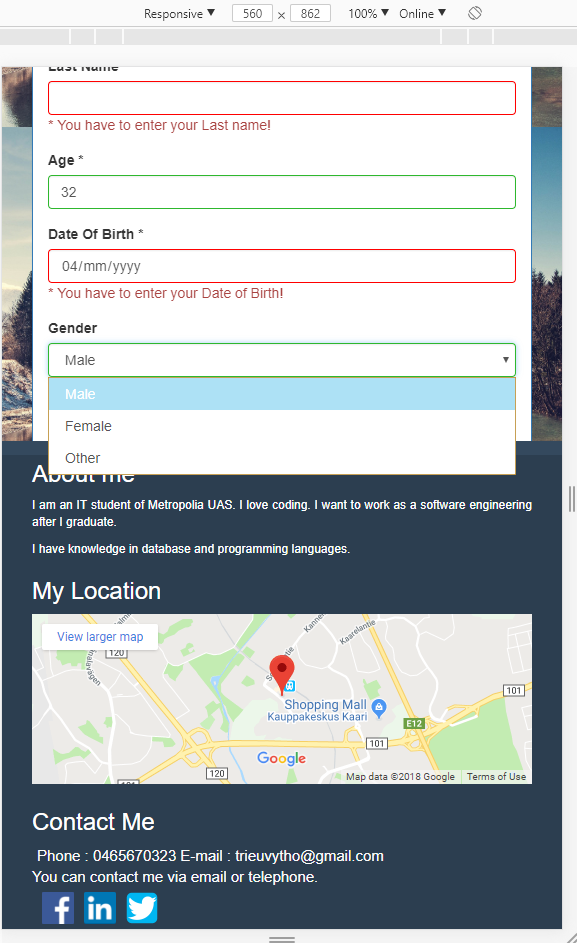 Responsive ▼ 560 x 862 100% ▼ Online ▼
Last Name
* You have to enter your Last name!
Age *
32
Date Of Birth *
04/mm/yyyy
* You have to enter your Date of Birth!
Gender
Male
Male
Female
Other
About me
I am an IT student of Metropolia UAS. I love coding. I want to work as a software engineering
after I graduate.
I have knowledge in database and programming languages.
My Location
View larger map
120
Kaarelantie
101
Shopping Mall
Kauppakeskus Kaari
E12
101
120
Google
Map data ©2018 Google
Terms of Use
Contact Me
Phone : 0465670323 E-mail : trieuvytho@gmail.com
You can contact me via email or telephone.
f in